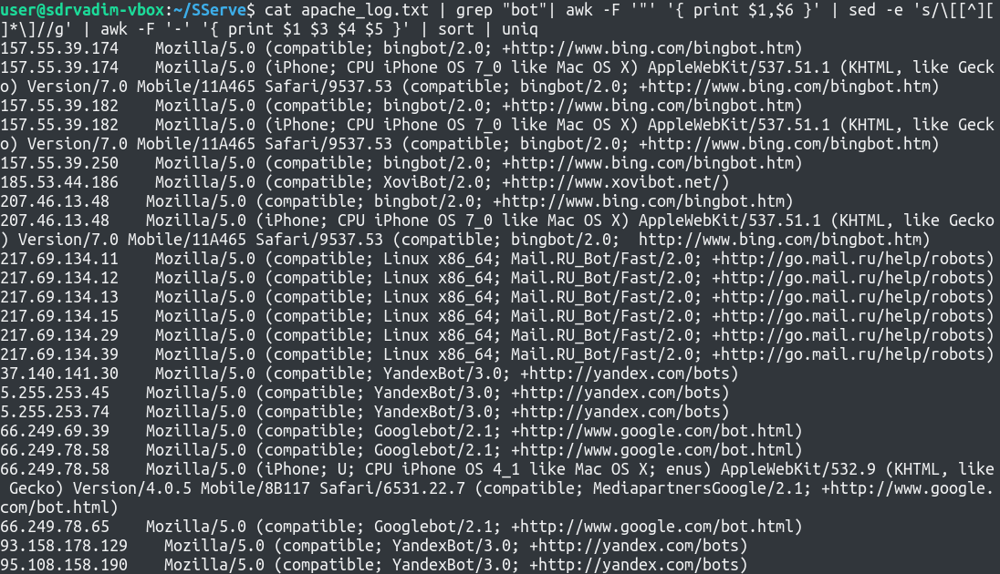 user@sdrvadim-vbox:~/SServe$ cat apache_log.txt | grep "bot"| awk -F '"' '{ print $1,$6 }' | sed -e 's/\[[^][
]*\]//g' | awk -F '-' '{ print $1 $3 $4 $5 }' | sort | uniq
157.55.39.174    Mozilla/5.0 (compatible; bingbot/2.0; +http://www.bing.com/bingbot.htm)
157.55.39.174    Mozilla/5.0 (iPhone; CPU iPhone OS 7_0 like Mac OS X) AppleWebKit/537.51.1 (KHTML, like Geck
o) Version/7.0 Mobile/11A465 Safari/9537.53 (compatible; bingbot/2.0; +http://www.bing.com/bingbot.htm)
157.55.39.182    Mozilla/5.0 (compatible; bingbot/2.0; +http://www.bing.com/bingbot.htm)
157.55.39.182    Mozilla/5.0 (iPhone; CPU iPhone OS 7_0 like Mac OS X) AppleWebKit/537.51.1 (KHTML, like Geck
o) Version/7.0 Mobile/11A465 Safari/9537.53 (compatible; bingbot/2.0; +http://www.bing.com/bingbot.htm)
157.55.39.250    Mozilla/5.0 (compatible; bingbot/2.0; +http://www.bing.com/bingbot.htm)
185.53.44.186    Mozilla/5.0 (compatible; XoviBot/2.0; +http://www.xovibot.net/)
207.46.13.48    Mozilla/5.0 (compatible; bingbot/2.0; +http://www.bing.com/bingbot.htm)
207.46.13.48    Mozilla/5.0 (iPhone; CPU iPhone OS 7_0 like Mac OS X) AppleWebKit/537.51.1 (KHTML, like Gecko
) Version/7.0 Mobile/11A465 Safari/9537.53 (compatible; bingbot/2.0;  http://www.bing.com/bingbot.htm)
217.69.134.11    Mozilla/5.0 (compatible; Linux x86_64; Mail.RU_Bot/Fast/2.0; +http://go.mail.ru/help/robots)
217.69.134.12    Mozilla/5.0 (compatible; Linux x86_64; Mail.RU_Bot/Fast/2.0; +http://go.mail.ru/help/robots)
217.69.134.13    Mozilla/5.0 (compatible; Linux x86_64; Mail.RU_Bot/Fast/2.0; +http://go.mail.ru/help/robots)
217.69.134.15    Mozilla/5.0 (compatible; Linux x86_64; Mail.RU_Bot/Fast/2.0; +http://go.mail.ru/help/robots)
217.69.134.29    Mozilla/5.0 (compatible; Linux x86_64; Mail.RU_Bot/Fast/2.0; +http://go.mail.ru/help/robots)
217.69.134.39    Mozilla/5.0 (compatible; Linux x86_64; Mail.RU_Bot/Fast/2.0; +http://go.mail.ru/help/robots)
37.140.141.30    Mozilla/5.0 (compatible; YandexBot/3.0; +http://yandex.com/bots)
5.255.253.45    Mozilla/5.0 (compatible; YandexBot/3.0; +http://yandex.com/bots)
5.255.253.74    Mozilla/5.0 (compatible; YandexBot/3.0; +http://yandex.com/bots)
66.249.69.39    Mozilla/5.0 (compatible; Googlebot/2.1; +http://www.google.com/bot.html)
66.249.78.58    Mozilla/5.0 (compatible; Googlebot/2.1; +http://www.google.com/bot.html)
66.249.78.58    Mozilla/5.0 (iPhone; U; CPU iPhone OS 4_1 like Mac OS X; enus) AppleWebKit/532.9 (KHTML, like
 Gecko) Version/4.0.5 Mobile/8B117 Safari/6531.22.7 (compatible; MediapartnersGoogle/2.1; +http://www.google.
com/bot.html)
66.249.78.65    Mozilla/5.0 (compatible; Googlebot/2.1; +http://www.google.com/bot.html)
93.158.178.129    Mozilla/5.0 (compatible; YandexBot/3.0; +http://yandex.com/bots)
95.108.158.190    Mozilla/5.0 (compatible; YandexBot/3.0; +http://yandex.com/bots)